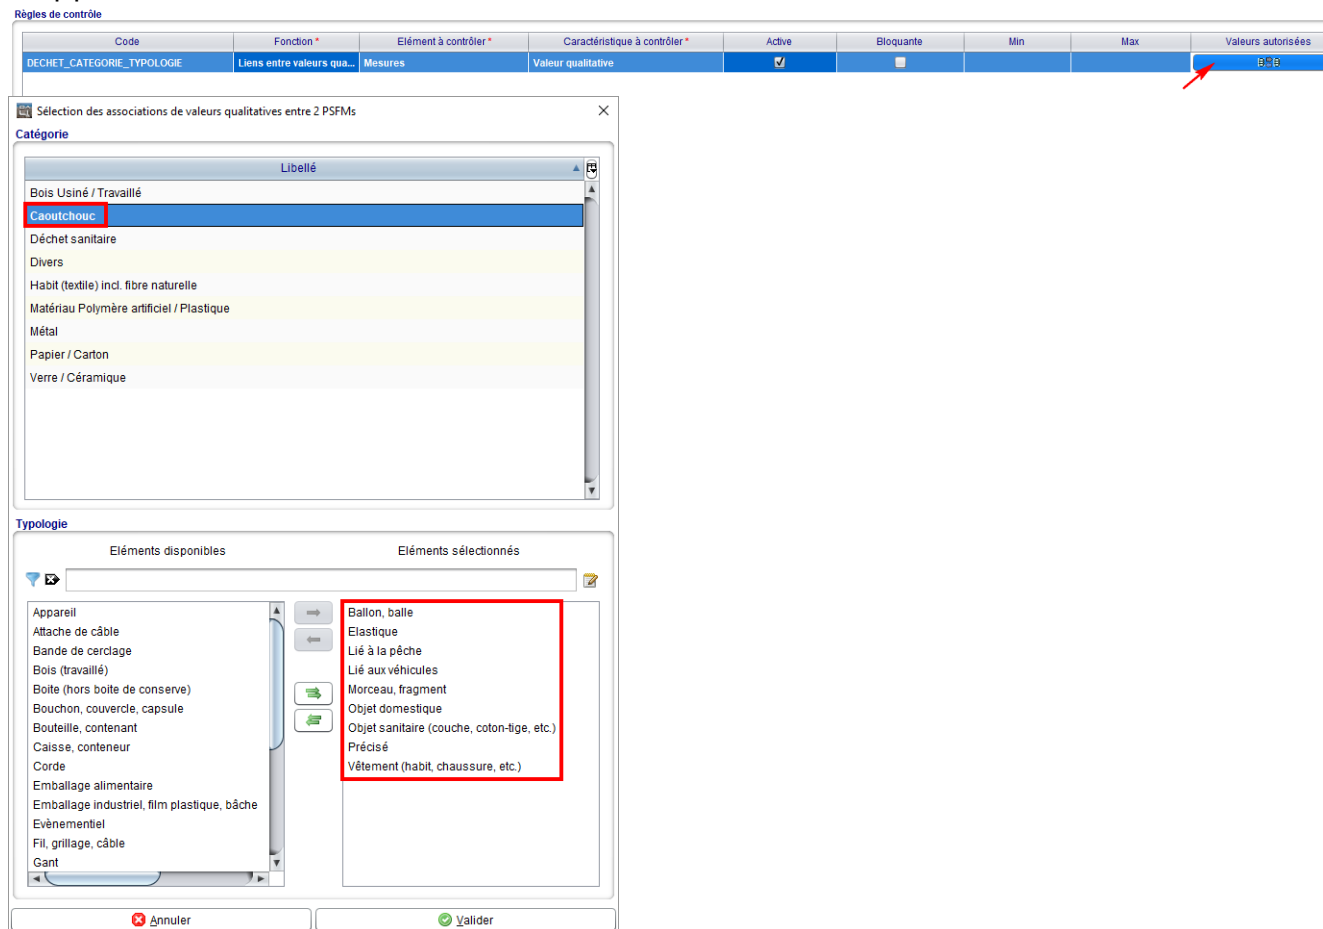 Règles de contrôle
Code Fonction * Elément à contrôler * Caractéristique à contrôler * Active Bloquante Min Max Valeurs autorisées
DECHET_CATEGORIE_TYPOLOGIE Liens entre valeurs qua... Mesures Valeur qualitative
Sélection des associations de valeurs qualitatives entre 2 PSFMs
Catégorie
Libellé
Bois Usiné / Travaillé
Caoutchouc
Déchet sanitaire
Divers
Habit (textile) incl. fibre naturelle
Matériau Polymère artificiel / Plastique
Métal
Papier / Carton
Verre / Céramique
Typologie
Eléments disponibles Eléments sélectionnés
Appareil
Attache de câble
Bande de cerclage
Bois (travaillé)
Boite (hors boite de conserve)
Bouchon, couvercle, capsule
Bouteille, contenant
Caisse, conteneur
Corde
Emballage alimentaire
Emballage industriel, film plastique, bâche
Evènementiel
Fil, grillage, câble
Gant
Ballon, balle
Elastique
Lié à la pêche
Lié aux véhicules
Morceau, fragment
Objet domestique
Objet sanitaire (couche, coton-tige, etc.)
Précisé
Vêtement (habit, chaussure, etc.)
Annuler Valider